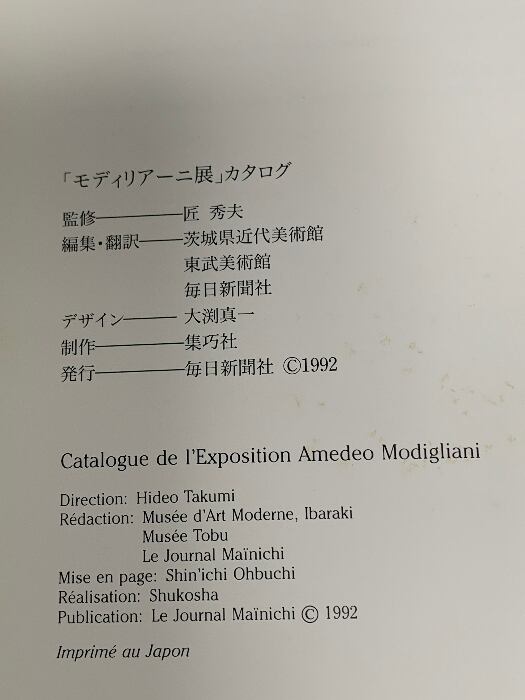 「モディリアーニ展」カタログ
監修――――匠 秀夫
編集・翻訳――茨城県近代美術館
東武美術館
毎日新聞社
デザイン――― 大渕真一
制作―――――集巧社
発行―――――毎日新聞社 ©1992
Catalogue de l'Exposition Amedeo Modigliani
Direction: Hideo Takumi
Rédaction: Musée d'Art Moderne, Ibaraki
Musée Tobu
Le Journal Maïnichi
Mise en page: Shin'ichi Ohbuchi
Réalisation: Shukosha
Publication: Le Journal Maïnichi © 1992
Imprimé au Japon